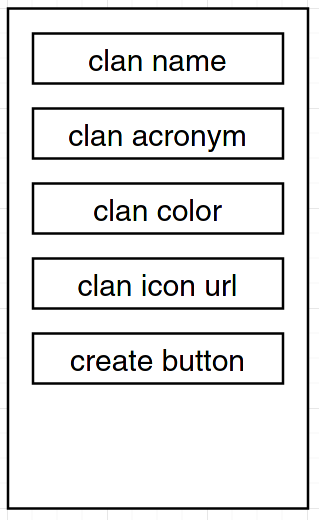 clan name
clan acronym
clan color
clan icon url
create button